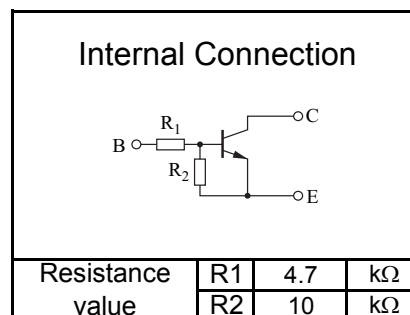 Internal Connection
C
R1
B
R2
E
Resistance value R1 4.7 kΩ
R2 10 kΩ